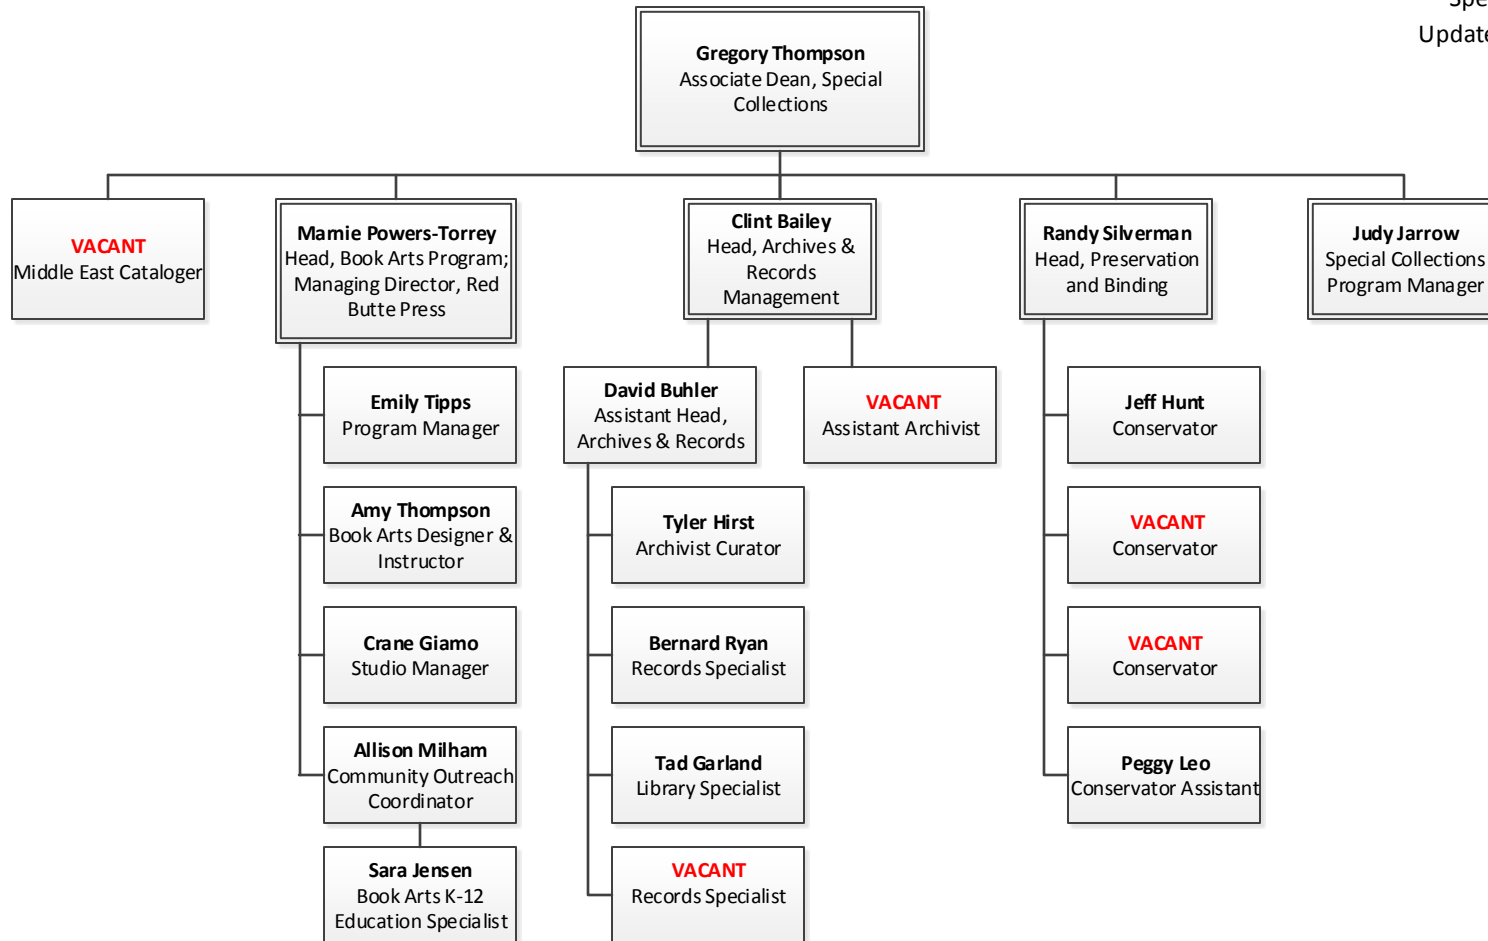 Spe
Update
Gregory Thompson
Associate Dean, Special
Collections
VACANT
Middle East Cataloger
Marnie Powers-Torrey
Head, Book Arts Program;
Managing Director, Red
Butte Press
Clint Bailey
Head, Archives &
Records
Management
Randy Silverman
Head, Preservation
and Binding
Judy Jarrow
Special Collections
Program Manager
Emily Tipps
Program Manager
Amy Thompson
Book Arts Designer &
Instructor
Crane Giamo
Studio Manager
Allison Milham
Community Outreach
Coordinator
Sara Jensen
Book Arts K-12
Education Specialist
David Buhler
Assistant Head,
Archives & Records
VACANT
Assistant Archivist
Tyler Hirst
Archivist Curator
Bernard Ryan
Records Specialist
Tad Garland
Library Specialist
VACANT
Records Specialist
Jeff Hunt
Conservator
VACANT
Conservator
VACANT
Conservator
Peggy Leo
Conservator Assistant